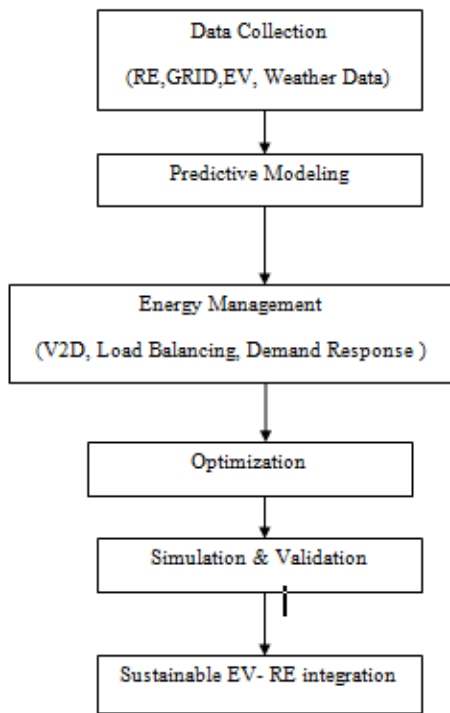 Data Collection
(RE,GRID,EV, Weather Data)
Predictive Modeling
Energy Management
(V2D, Load Balancing, Demand Response )
Optimization
Simulation & Validation
Sustainable EV- RE integration